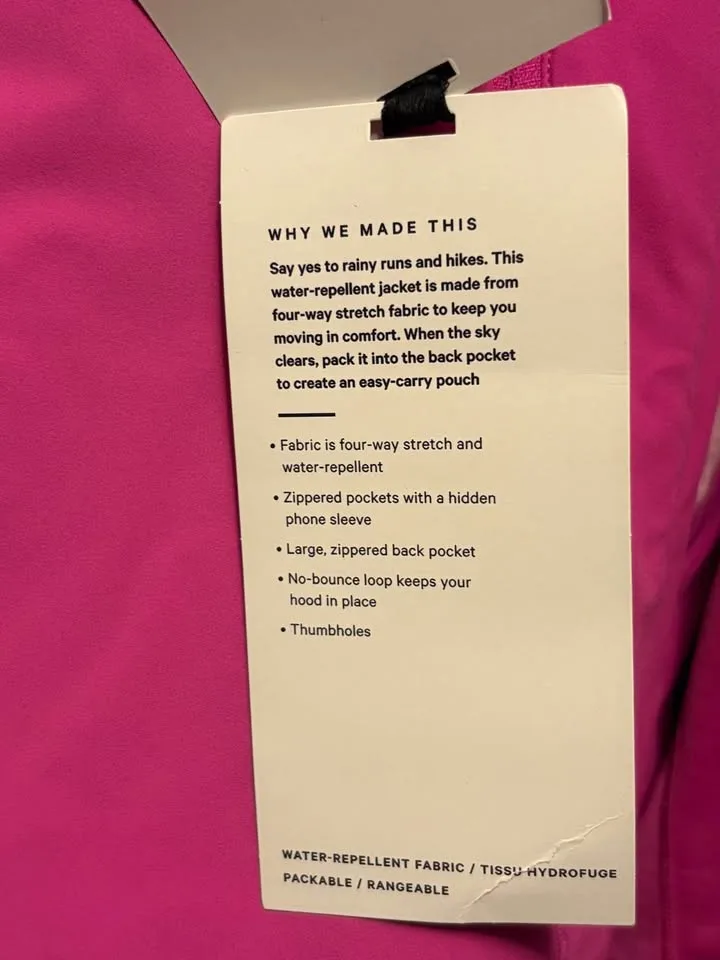 WHY WE MADE THIS
Say yes to rainy runs and hikes. This
water-repellent jacket is made from
four-way stretch fabric to keep you
moving in comfort. When the sky
clears, pack it into the back pocket
to create an easy-carry pouch
• Fabric is four-way stretch and
water-repellent
• Zippered pockets with a hidden
phone sleeve
• Large, zippered back pocket
• No-bounce loop keeps your
hood in place
• Thumbholes
WATER-REPELLENT FABRIC / TISSU HYDROFUGE
PACKABLE / RANGEABLE